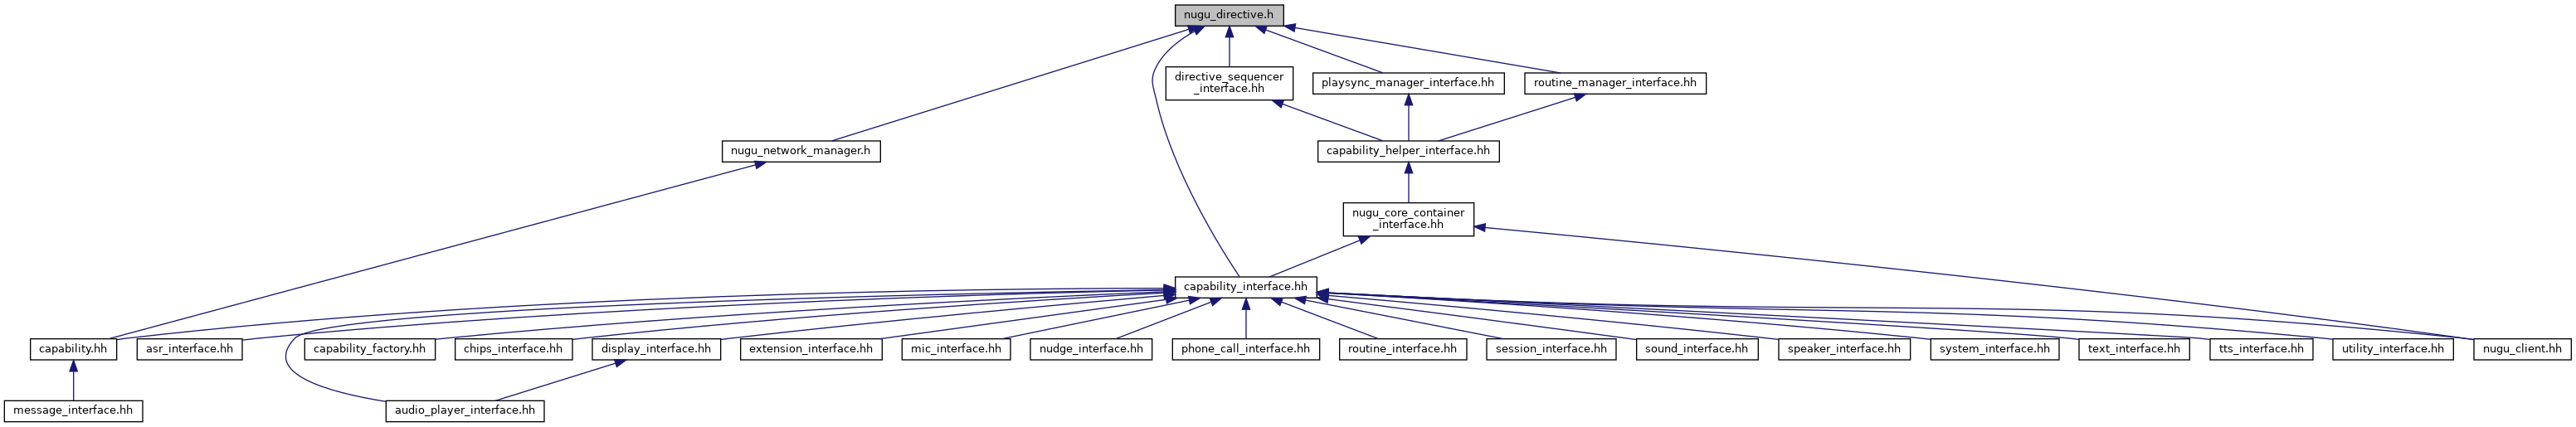 nugu_directive.h
directive_sequencer
_interface.hh
playsync_manager_interface.hh
routine_manager_interface.hh
nugu_network_manager.h
capability_helper_interface.hh
nugu_core_container
_interface.hh
capability_interface.hh
capability.hh
asr_interface.hh
capability_factory.hh
chips_interface.hh
display_interface.hh
extension_interface.hh
mic_interface.hh
nudge_interface.hh
phone_call_interface.hh
routine_interface.hh
session_interface.hh
sound_interface.hh
speaker_interface.hh
system_interface.hh
text_interface.hh
tts_interface.hh
utility_interface.hh
nugu_client.hh
message_interface.hh
audio_player_interface.hh